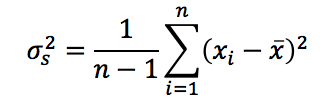 σ_s^2 = \frac{1}{n-1} \sum_{i=1}^{n} (x_i - \bar{x})^2